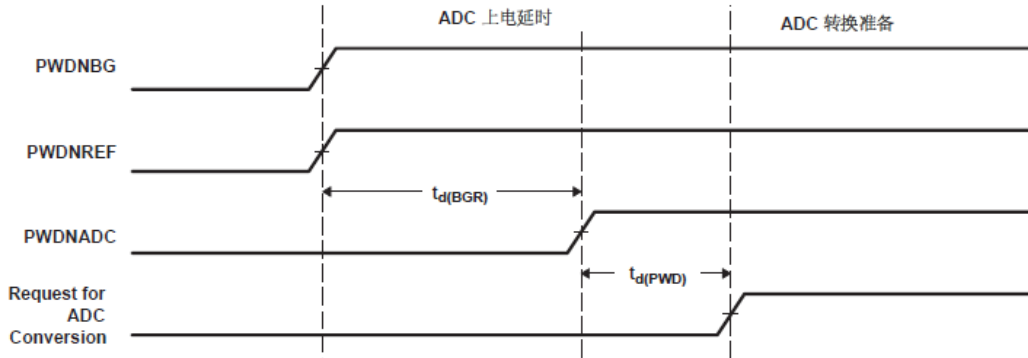 ADC 上电延时
ADC 转换准备
PWDNBG
PWDNREF
td(BGR)
PWDNADC
td(PWD)
Request for
ADC
Conversion